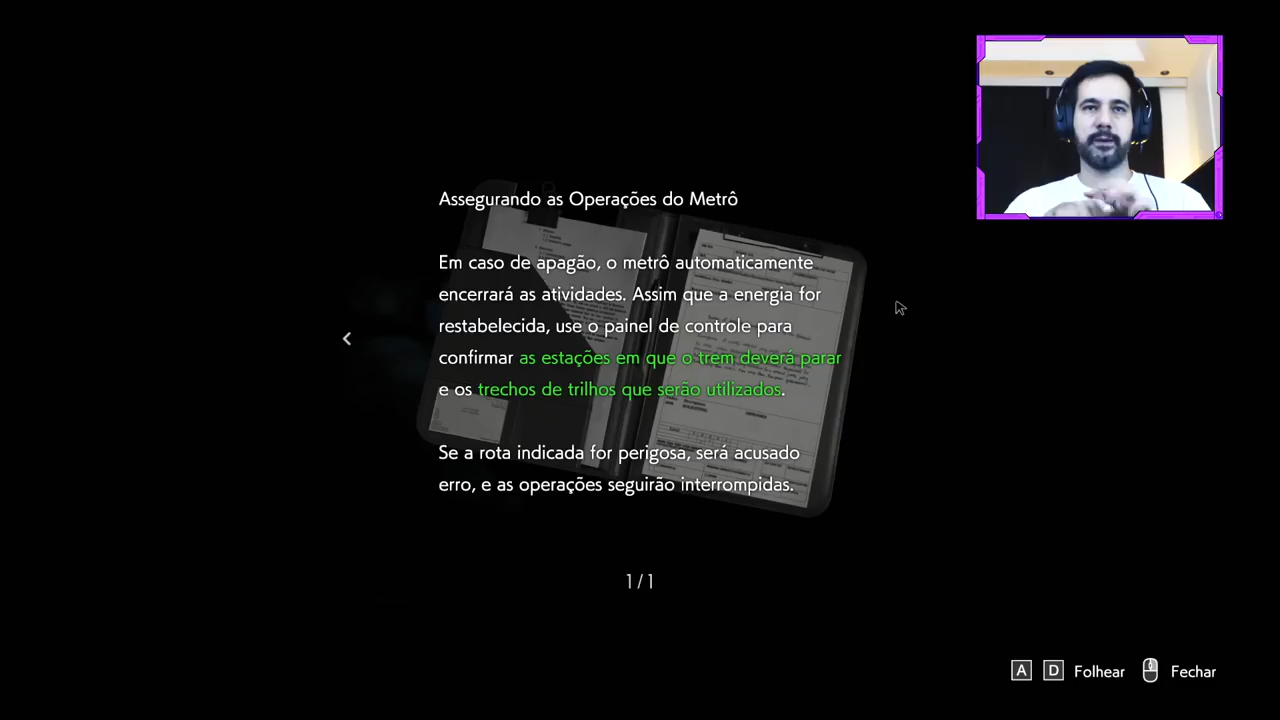 Assegurando as Operações do Metrô
Em caso de apagão, o metrô automaticamente
encerrará as atividades. Assim que a energia for
restabelecida, use o painel de controle para
confirmar as estações em que o trem deverá parar
e os trechos de trilhos que serão utilizados.
Se a rota indicada for perigosa, será acusado
erro, e as operações seguirão interrompidas.
1 / 1
A D Folhear Fechar